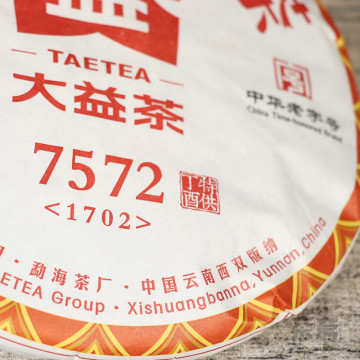 益
TAETEA
大益茶
中华老字号
China Time-honored Brand
7572
<1702>
特供
丁酉
勐海茶厂 · 中国云南西双版纳
TAETEA Group · Xishuangbanna, Yunnan, China